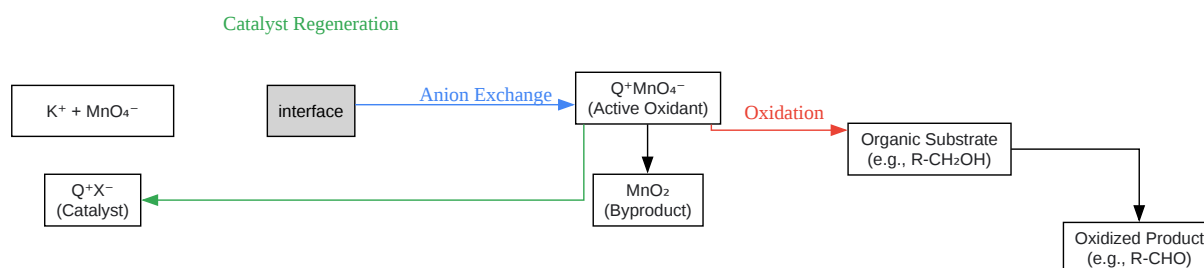 Catalyst Regeneration
K⁺ + MnO₄⁻
interface
Anion Exchange
Q⁺MnO₄⁻
(Active Oxidant)
Oxidation
Organic Substrate
(e.g., R-CH₂OH)
Q⁺X⁻
(Catalyst)
MnO₂
(Byproduct)
Oxidized Product
(e.g., R-CHO)